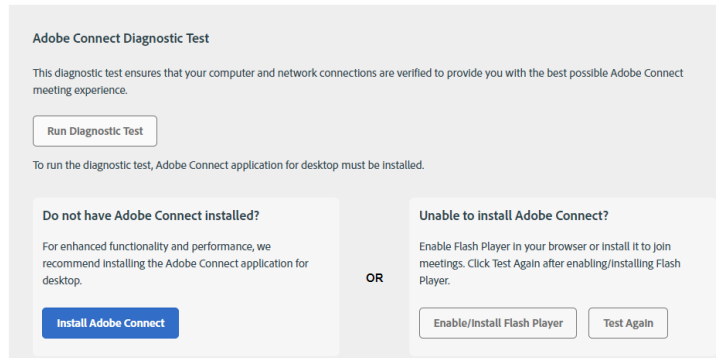 Adobe Connect Diagnostic Test
This diagnostic test ensures that your computer and network connections are verified to provide you with the best possible Adobe Connect
meeting experience.
Run Diagnostic Test
To run the diagnostic test, Adobe Connect application for desktop must be installed.
Do not have Adobe Connect installed?
For enhanced functionality and performance, we
recommend installing the Adobe Connect application for
desktop.
Install Adobe Connect
OR
Unable to install Adobe Connect?
Enable Flash Player in your browser or install it to join
meetings. Click Test Again after enabling/installing Flash
Player.
Enable/Install Flash Player
Test Again